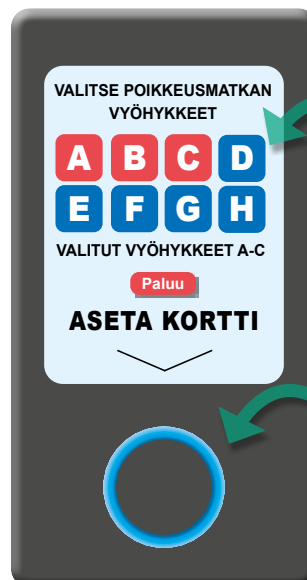 VALITSE POIKKEUSMATKAN
VYÖHYKKEET
A B C D
E F G H
VALITUT VYÖHYKKEET A-C
Paluu
ASETA KORTTI